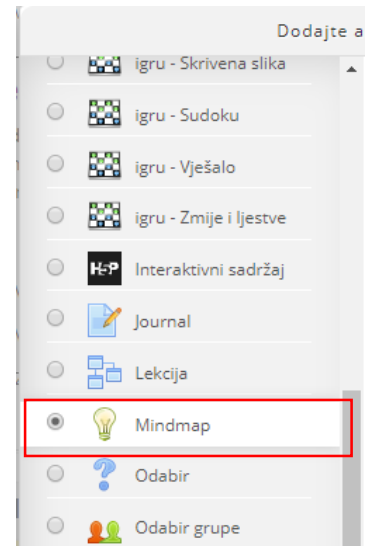 Dodajte a
igru - Skrivena slika
igru - Sudoku
igru - Vješalo
igru - Zmije i ljestve
H5P Interaktivni sadržaj
Journal
Lekcija
Mindmap
Odabir
Odabir grupe